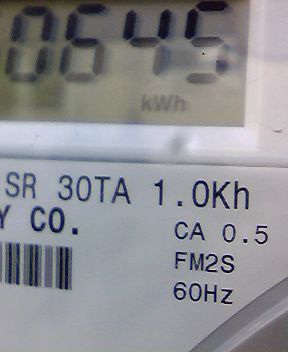 0645
kWh
SR 30TA 1.0Kh
Y CO.
CA 0.5
FM2S
60Hz